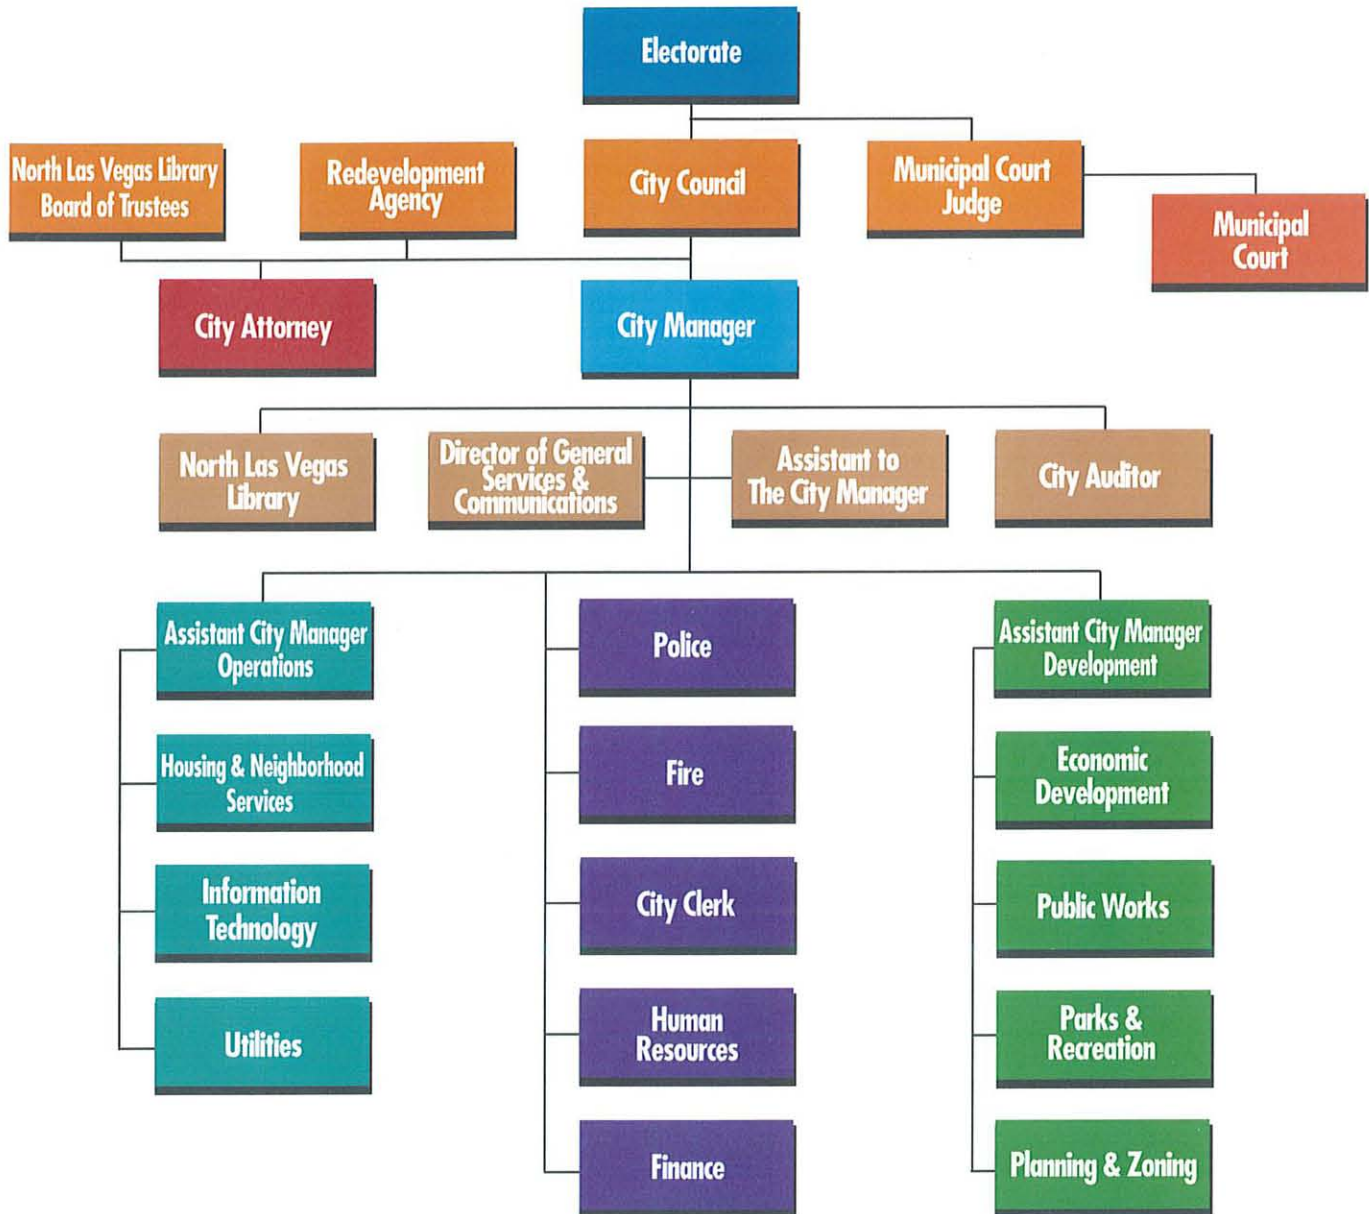 Electorate
North Las Vegas Library
Board of Trustees
Redevelopment
Agency
City Council
Municipal Court
Judge
Municipal
Court
City Attorney
City Manager
North Las Vegas
Library
Director of General
Services &
Communications
Assistant to
The City Manager
City Auditor
Assistant City Manager
Operations
Housing & Neighborhood
Services
Information
Technology
Utilities
Police
Fire
City Clerk
Human
Resources
Finance
Assistant City Manager
Development
Economic
Development
Public Works
Parks &
Recreation
Planning & Zoning